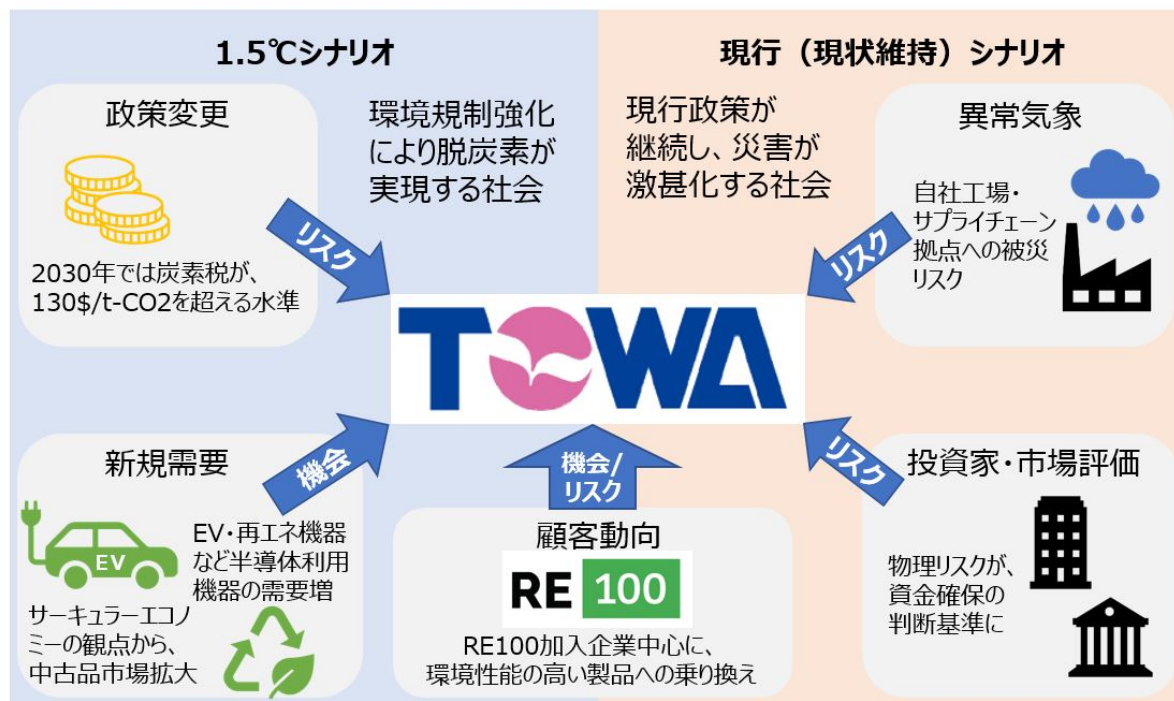 1.5℃シナリオ
現行（現状維持）シナリオ
政策変更
2030年では炭素税が、
130$/t-CO2を超える水準
リスク
環境規制強化
により脱炭素が
実現する社会
現行政策が
継続し、災害が
激甚化する社会
異常気象
自社工場・
サプライチェーン
拠点への被災
リスク
リスク
TOWA
新規需要
機会
EV
EV・再エネ機器
など半導体利用
機器の需要増
サーキュラーエコノ
ミーの観点から、
中古品市場拡大
機会/
リスク
顧客動向
RE 100
RE100加入企業中心に、
環境性能の高い製品への乗り換え
リスク
投資家・市場評価
物理リスクが、
資金確保の
判断基準に